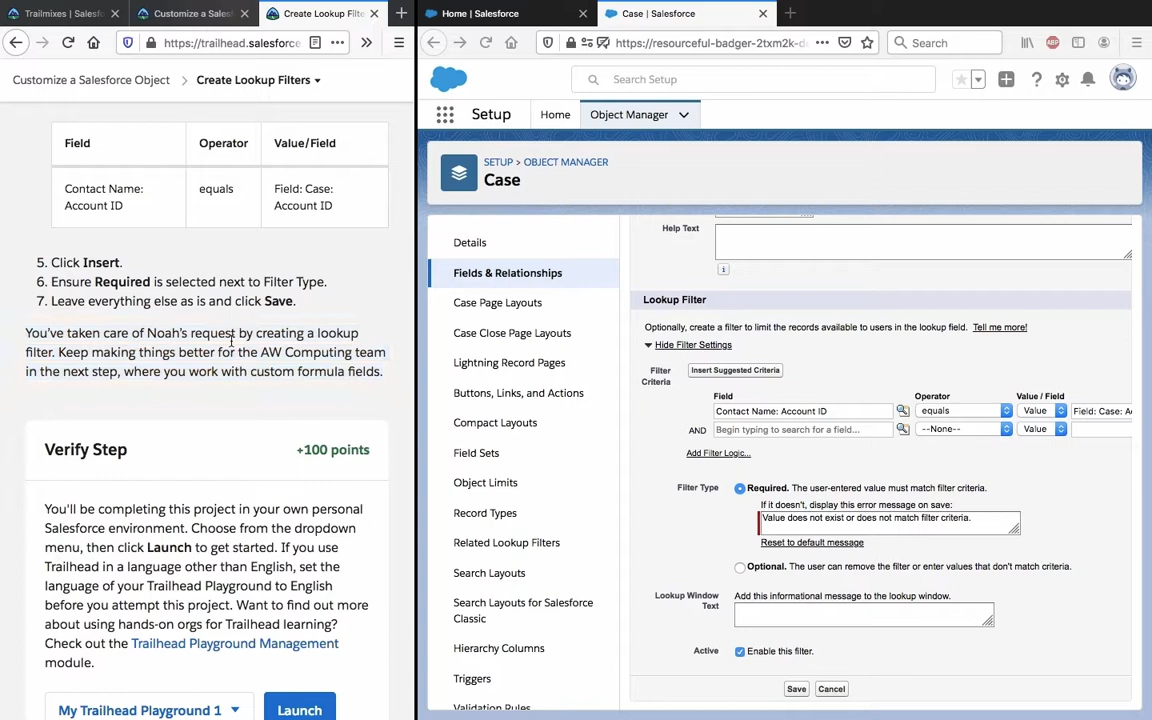 Trailmixes | Salesforce
Customize a Salesfo
Create Lookup Filte
Home | Salesforce
Case | Salesforce
https://trailhead.salesforce
https://resourceful-badger-2txm2k-d
Search
Customize a Salesforce Object
Create Lookup Filters
Field Operator Value/Field
Contact Name: Account ID equals Field: Case: Account ID
5. Click Insert.
6. Ensure Required is selected next to Filter Type.
7. Leave everything else as is and click Save.
You've taken care of Noah's request by creating a lookup
filter. Keep making things better for the AW Computing team
in the next step, where you work with custom formula fields.
Verify Step +100 points
You'll be completing this project in your own personal
Salesforce environment. Choose from the dropdown
menu, then click Launch to get started. If you use
Trailhead in a language other than English, set the
language of your Trailhead Playground to English
before you attempt this project. Want to find out more
about using hands-on orgs for Trailhead learning?
Check out the Trailhead Playground Management
module.
My Trailhead Playground 1
Launch
Search Setup
Setup Home Object Manager
SETUP > OBJECT MANAGER
Case
Details
Fields & Relationships
Case Page Layouts
Case Close Page Layouts
Lightning Record Pages
Buttons, Links, and Actions
Compact Layouts
Field Sets
Object Limits
Record Types
Related Lookup Filters
Search Layouts
Search Layouts for Salesforce
Classic
Hierarchy Columns
Triggers
Validation Rules
Help Text
i
Lookup Filter
Optionally, create a filter to limit the records available to users in the lookup field. Tell me more!
Hide Filter Settings
Filter
Criteria
Insert Suggested Criteria
Field Operator Value / Field
Contact Name: Account ID equals Value Field: Case: A
AND Begin typing to search for a field... --None-- Value
Add Filter Logic...
Filter Type
Required. The user-entered value must match filter criteria.
If it doesn't, display this error message on save:
Value does not exist or does not match filter criteria.
Reset to default message
Optional. The user can remove the filter or enter values that don't match criteria.
Lookup Window
Text
Add this informational message to the lookup window.
Active
Enable this filter.
Save Cancel